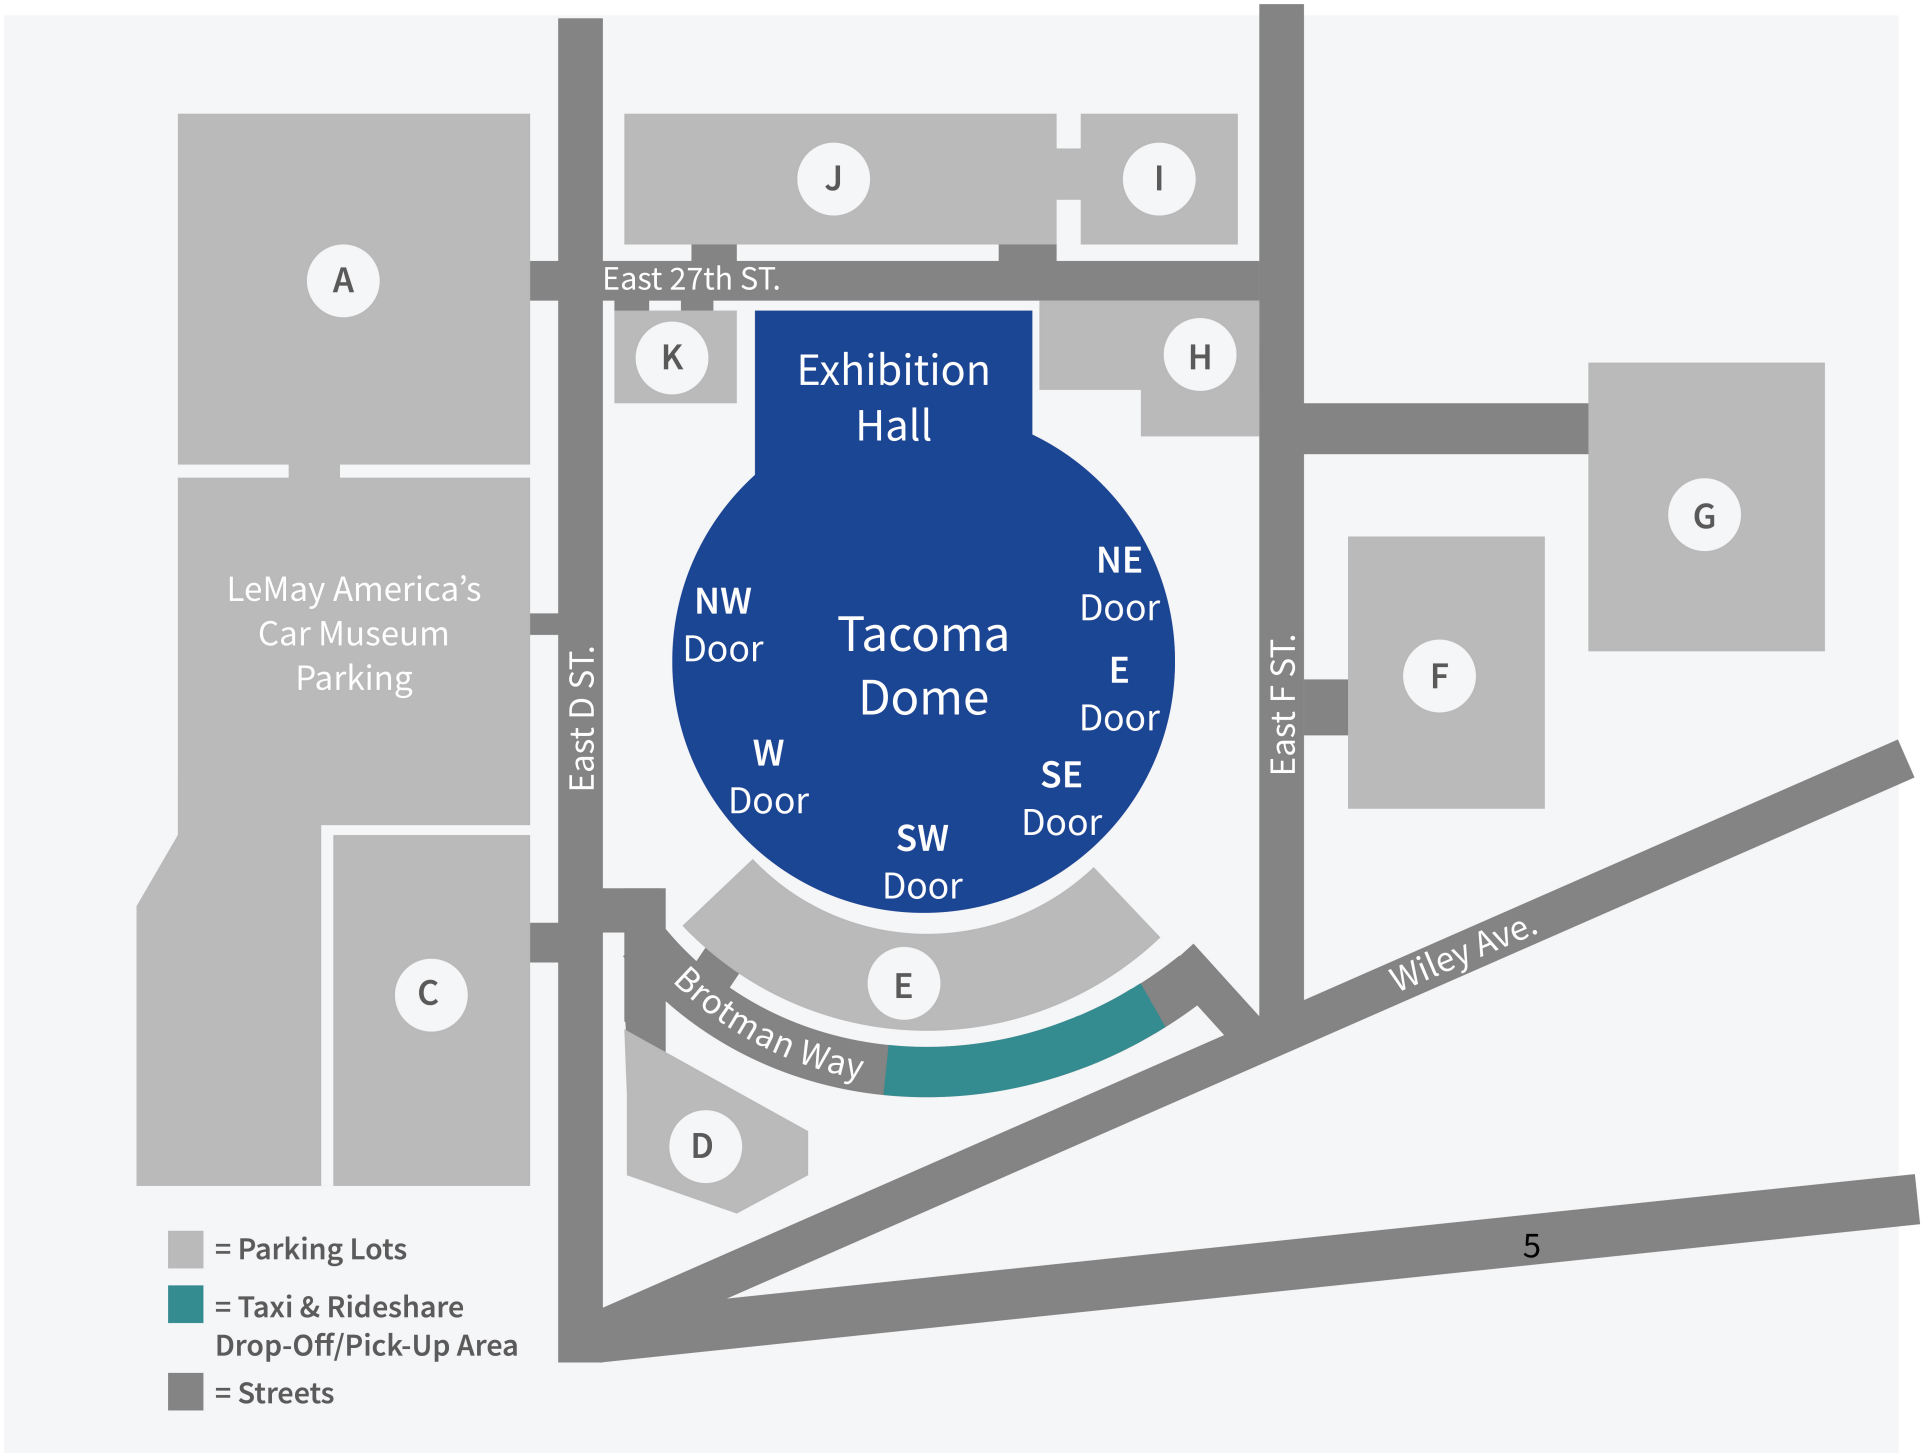 J
I
A
East 27th ST.
K
Exhibition
Hall
H
G
NE
Door
NW
Door
Tacoma
Dome
E
Door
LeMay America’s
Car Museum
Parking
East D ST.
East F ST.
F
W
Door
SE
Door
SW
Door
C
E
Brotman Way
Wiley Ave.
D
5
= Parking Lots
= Taxi & Rideshare
Drop-Off/Pick-Up Area
= Streets